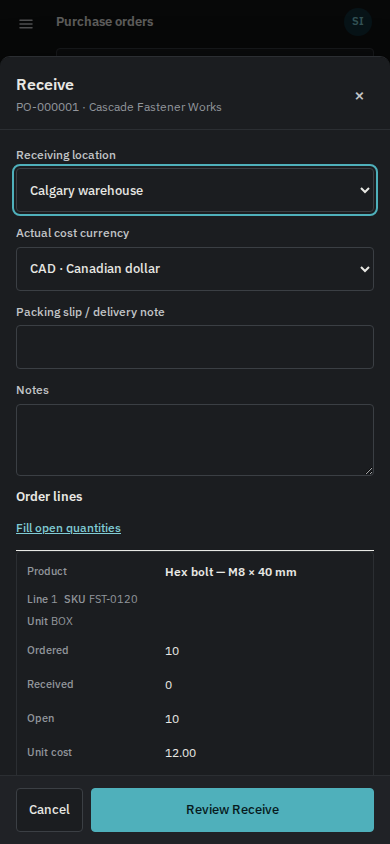 Purchase orders
SI
Receive
PO-000001 · Cascade Fastener Works
×
Receiving location
Calgary warehouse
Actual cost currency
CAD · Canadian dollar
Packing slip / delivery note
Notes
Order lines
Fill open quantities
Product Hex bolt — M8 × 40 mm
Line 1 SKU FST-0120
Unit BOX
Ordered 10
Received 0
Open 10
Unit cost 12.00
Cancel Review Receive